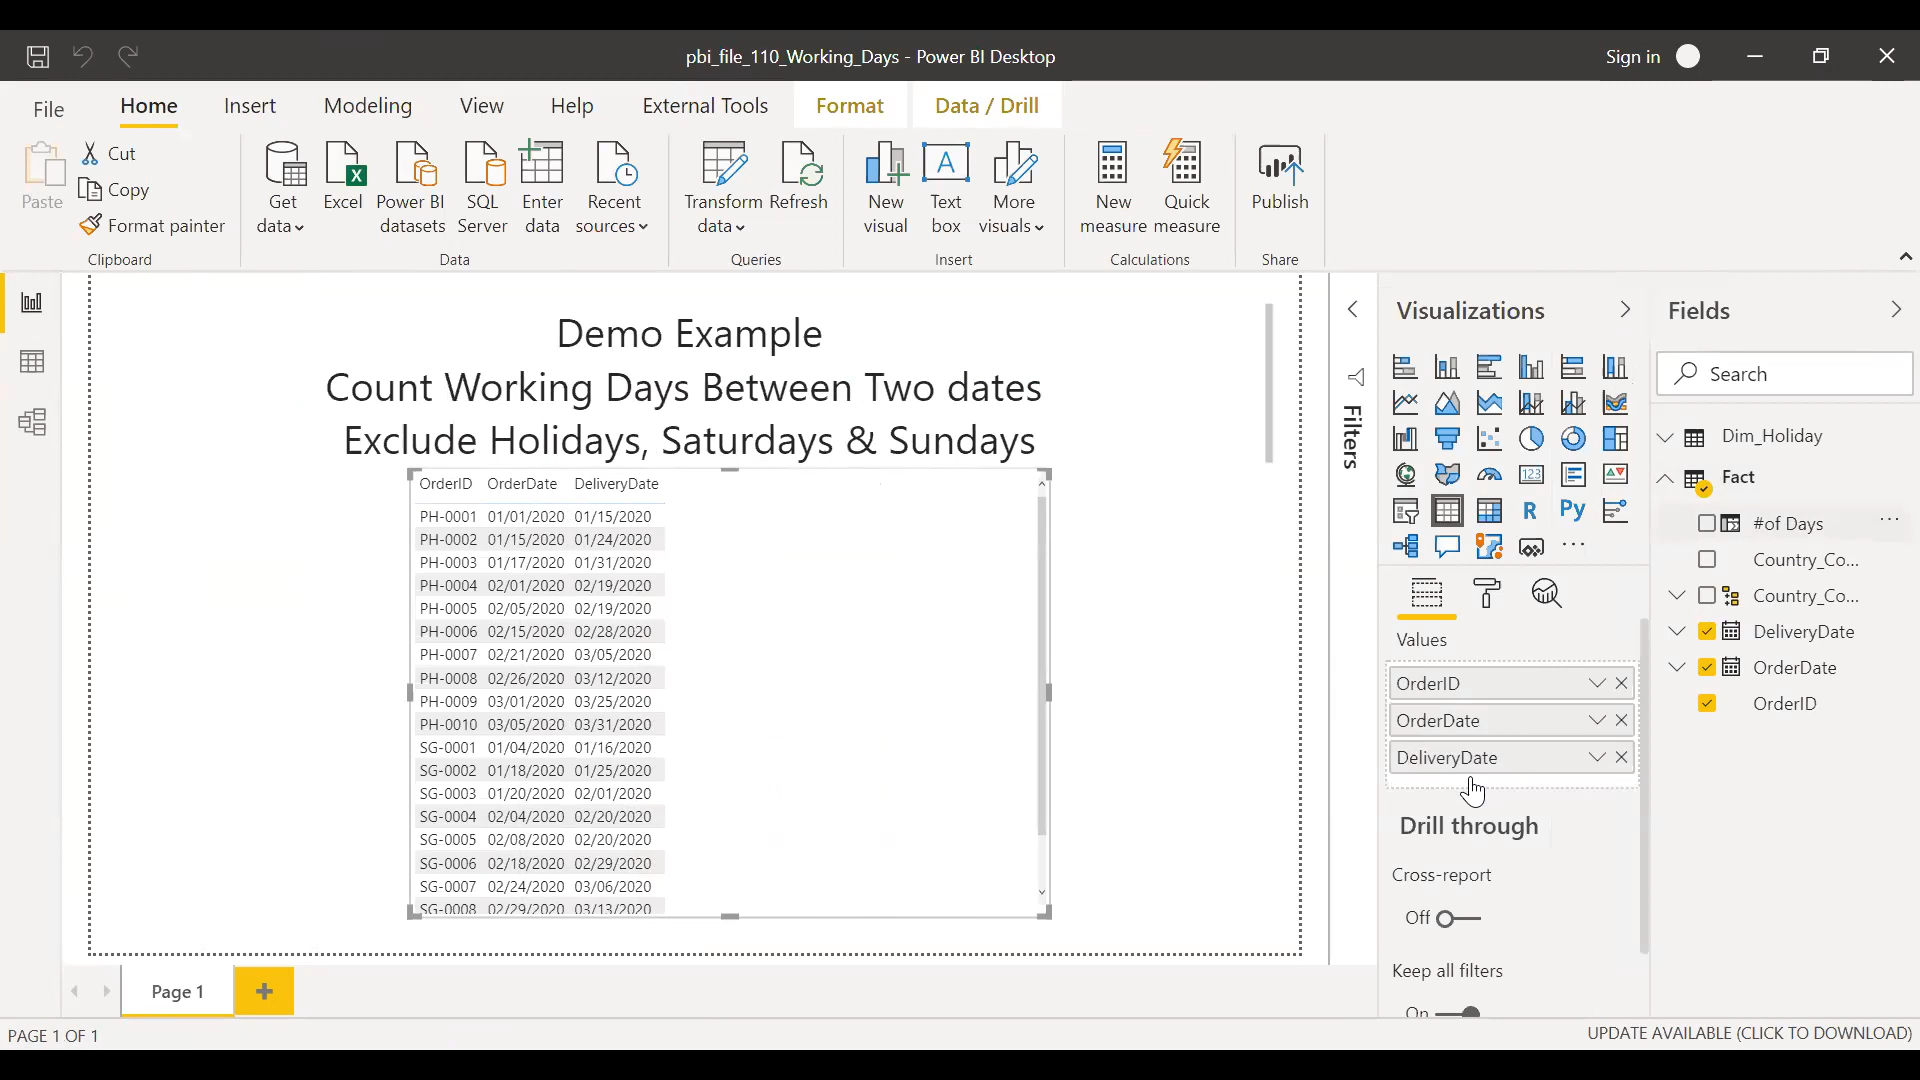 pbi_file_110_Working_Days - Power BI Desktop
Sign in
File Home Insert Modeling View Help External Tools Format Data / Drill
Paste
Cut
Copy
Format painter
Clipboard
Get data
Excel
Power BI datasets
SQL Server
Enter data
Recent sources
Data
Transform data
Refresh
Queries
New visual
Text box
More visuals
Insert
New measure
Quick measure
Calculations
Publish
Share
Demo Example
Count Working Days Between Two dates
Exclude Holidays, Saturdays & Sundays
OrderID OrderDate DeliveryDate
PH-0001 01/01/2020 01/15/2020
PH-0002 01/15/2020 01/24/2020
PH-0003 01/17/2020 01/31/2020
PH-0004 02/01/2020 02/19/2020
PH-0005 02/05/2020 02/19/2020
PH-0006 02/15/2020 02/28/2020
PH-0007 02/21/2020 03/05/2020
PH-0008 02/26/2020 03/12/2020
PH-0009 03/01/2020 03/25/2020
PH-0010 03/05/2020 03/31/2020
SG-0001 01/04/2020 01/16/2020
SG-0002 01/18/2020 01/25/2020
SG-0003 01/20/2020 02/01/2020
SG-0004 02/04/2020 02/20/2020
SG-0005 02/08/2020 02/20/2020
SG-0006 02/18/2020 02/29/2020
SG-0007 02/24/2020 03/06/2020
SG-0008 02/29/2020 03/13/2020
Filters
Visualizations
123
R
Py
Values
OrderID
OrderDate
DeliveryDate
Drill through
Cross-report
Off
Keep all filters
On
Fields
Search
Dim_Holiday
Fact
#of Days
Country_Co...
Country_Co...
DeliveryDate
OrderDate
OrderID
Page 1
PAGE 1 OF 1
UPDATE AVAILABLE (CLICK TO DOWNLOAD)